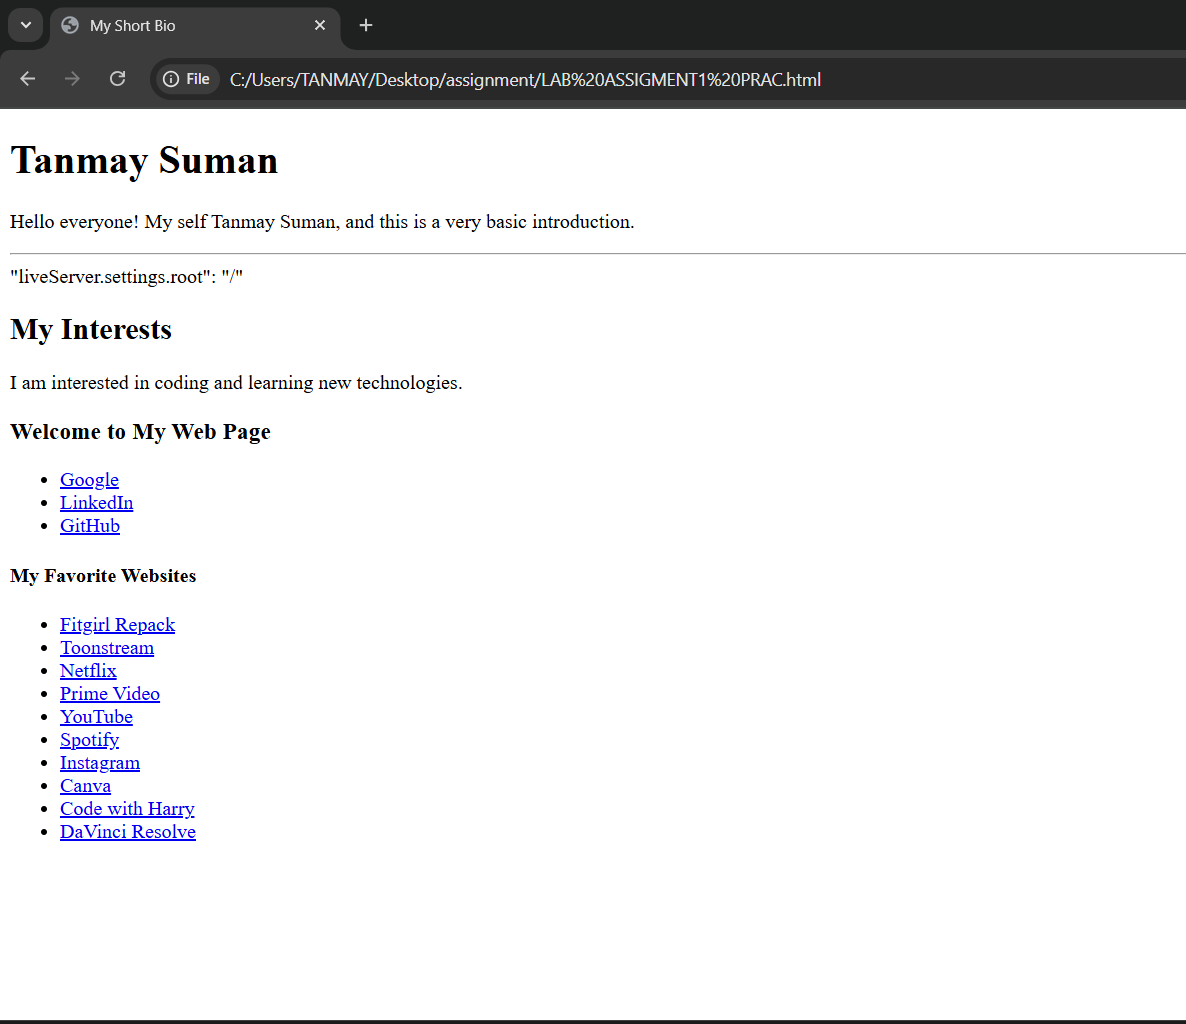 My Short Bio
File C:/Users/TANMAY/Desktop/assignment/LAB%20ASSIGMENT1%20PRAC.html
Tanmay Suman
Hello everyone! My self Tanmay Suman, and this is a very basic introduction.
"liveServer.settings.root": "/"
My Interests
I am interested in coding and learning new technologies.
Welcome to My Web Page
Google
LinkedIn
GitHub
My Favorite Websites
Fitgirl Repack
Toonstream
Netflix
Prime Video
YouTube
Spotify
Instagram
Canva
Code with Harry
DaVinci Resolve